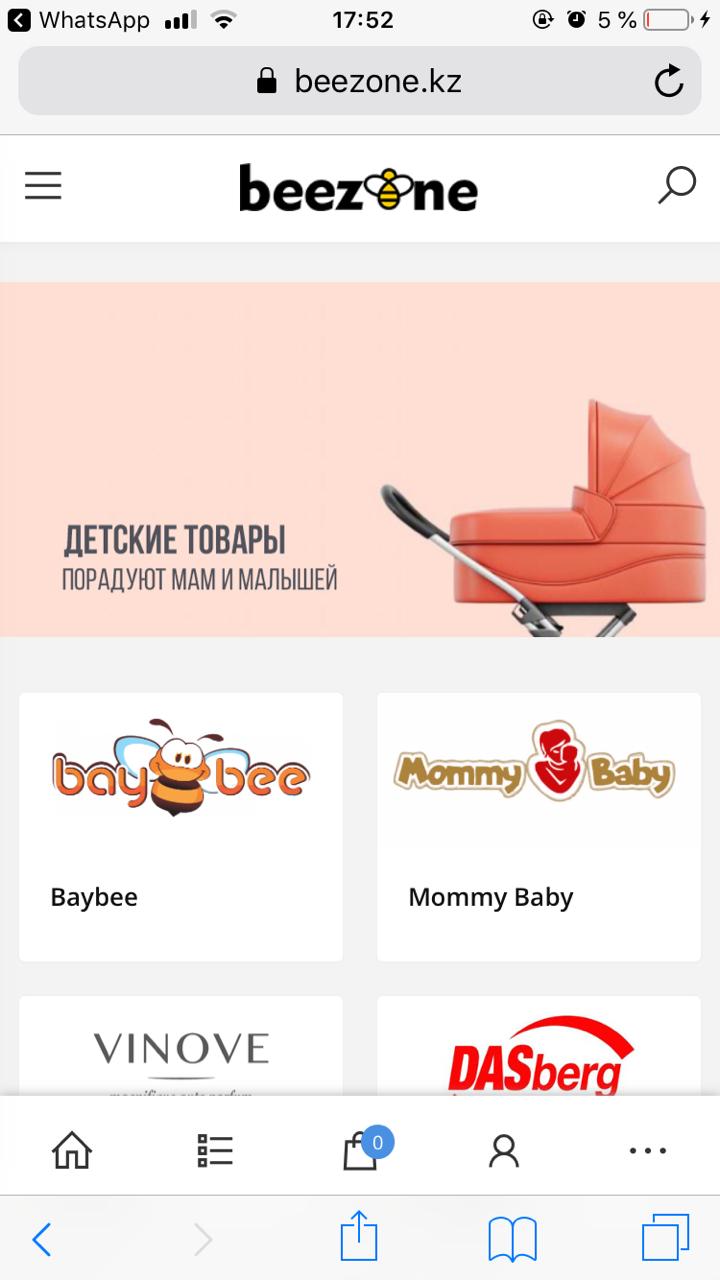 WhatsApp 17:52 5 %
beezone.kz
beezone
ДЕТСКИЕ ТОВАРЫ
ПОРАДУЮТ МАМ И МАЛЫШЕЙ
baybee
Mommy Baby
Baybee
Mommy Baby
VINOVE
DASberg
0